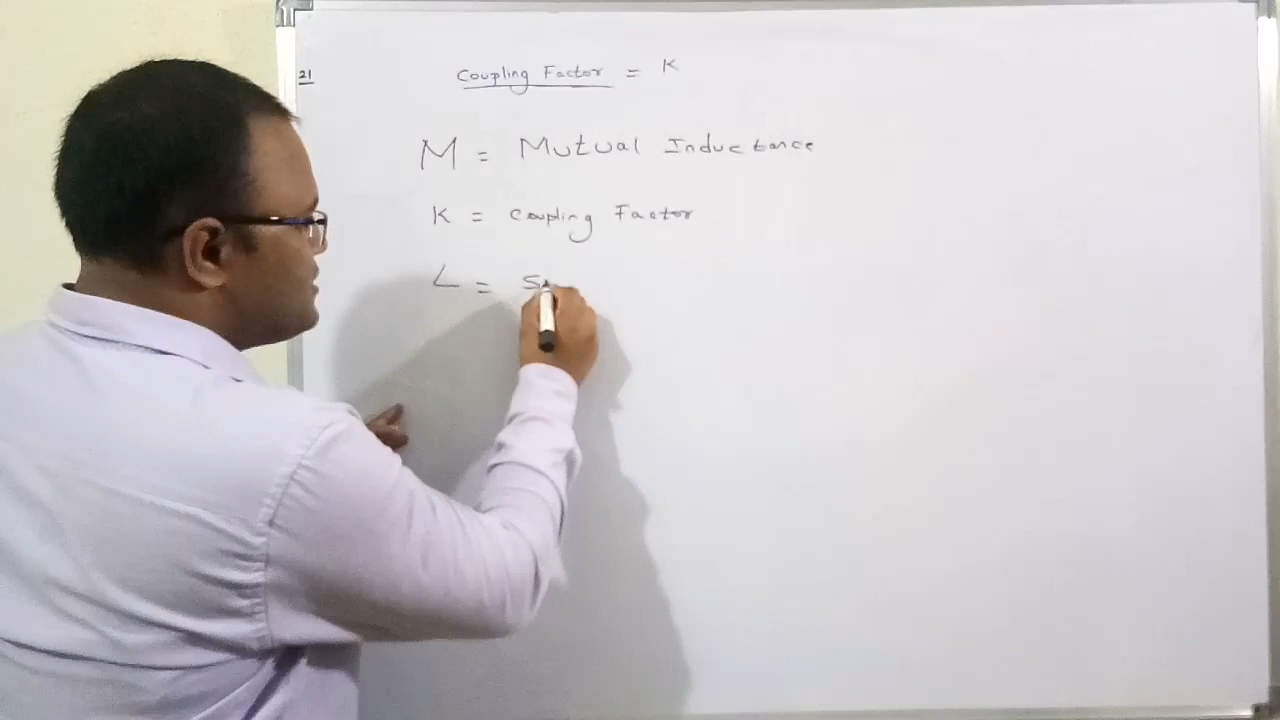 21
Coupling Factor = K
M = Mutual Inductance
K = Coupling Factor
L =